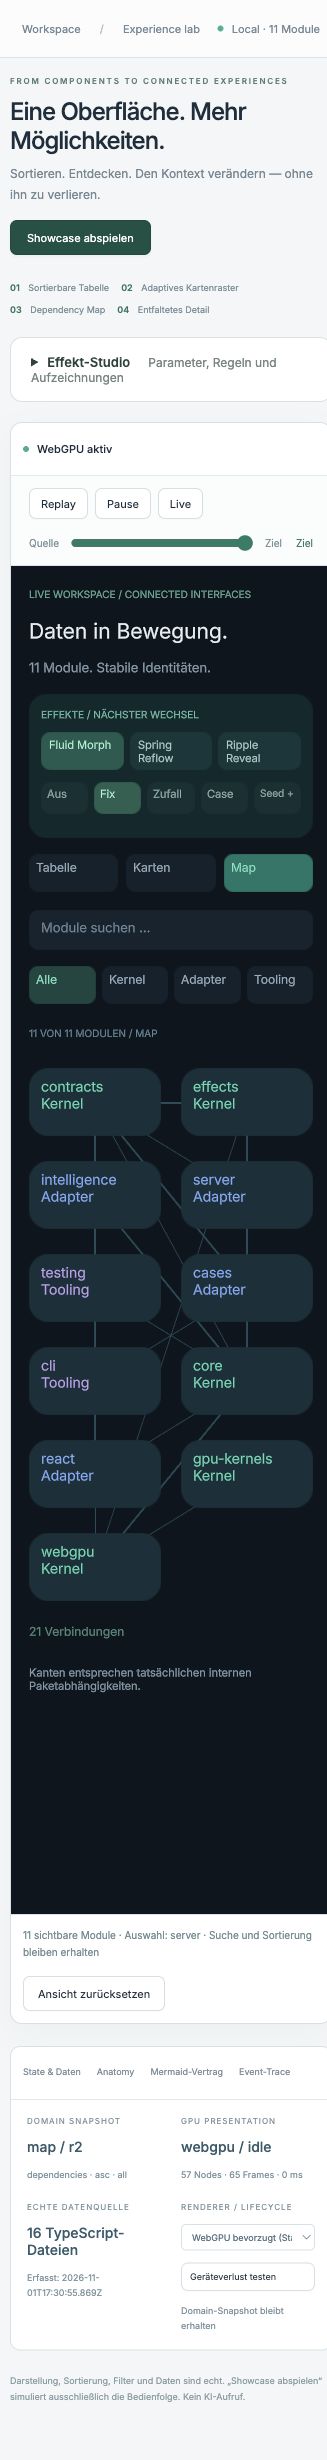 Workspace / Experience lab Local · 11 Module
FROM COMPONENTS TO CONNECTED EXPERIENCES
Eine Oberfläche. Mehr
Möglichkeiten.
Sortieren. Entdecken. Den Kontext verändern — ohne
ihn zu verlieren.
Showcase abspielen
01 Sortierbare Tabelle 02 Adaptives Kartenraster
03 Dependency Map 04 Entfaltetes Detail
Effekt-Studio Parameter, Regeln und
Aufzeichnungen
WebGPU aktiv
Replay Pause Live
Quelle Ziel Ziel
LIVE WORKSPACE / CONNECTED INTERFACES
Daten in Bewegung.
11 Module. Stabile Identitäten.
EFFEKTE / NÄCHSTER WECHSEL
Fluid Morph Spring Reflow Ripple Reveal
Aus Fix Zufall Case Seed +
Tabelle Karten Map
Module suchen ...
Alle Kernel Adapter Tooling
11 VON 11 MODULEN / MAP
contracts effects
Kernel Kernel
intelligence server
Adapter Adapter
testing cases
Tooling Adapter
cli core
Tooling Kernel
react gpu-kernels
Adapter Kernel
webgpu
Kernel
21 Verbindungen
Kanten entsprechen tatsächlichen internen
Paketabhängigkeiten.
11 sichtbare Module · Auswahl: server · Suche und Sortierung
bleiben erhalten
Ansicht zurücksetzen
State & Daten Anatomy Mermaid-Vertrag Event-Trace
DOMAIN SNAPSHOT
map / r2
dependencies · asc · all
GPU PRESENTATION
webgpu / idle
57 Nodes · 65 Frames · 0 ms
ECHTE DATENQUELLE
16 TypeScript-
Dateien
Erfasst: 2026-11-
01T17:30:55.869Z
RENDERER / LIFECYCLE
WebGPU bevorzugt (Sta
Geräteverlust testen
Domain-Snapshot bleibt
erhalten
Darstellung, Sortierung, Filter und Daten sind echt. „Showcase abspielen“
simuliert ausschließlich die Bedienfolge. Kein KI-Aufruf.